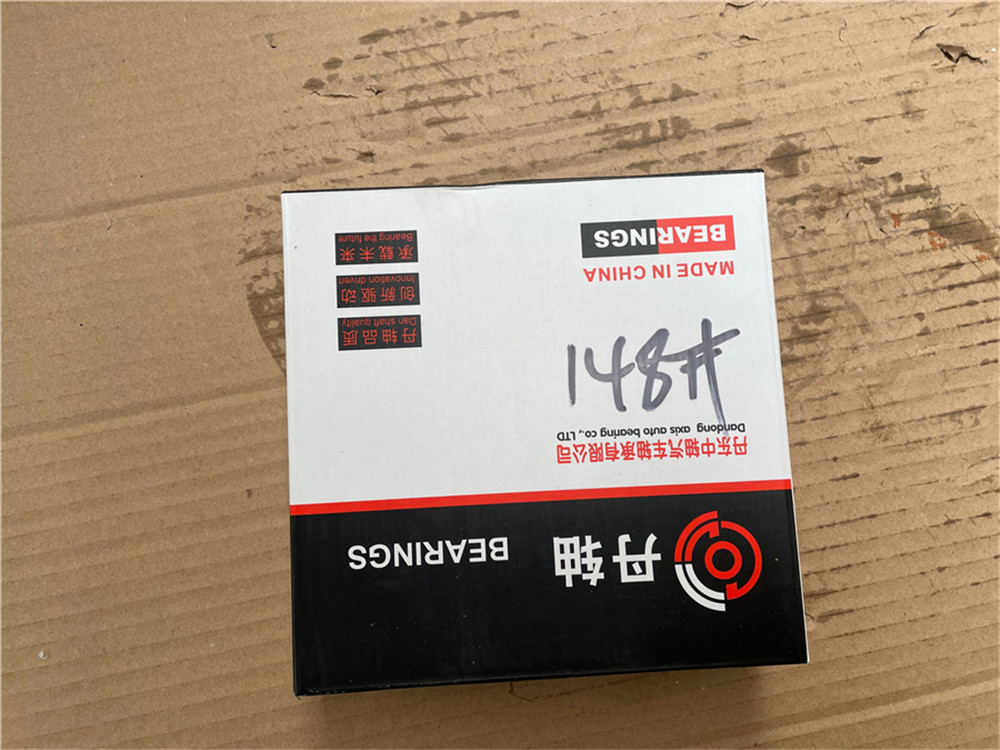 丹轴 BEARINGS
丹东中轴汽车轴承有限公司
Dandong axis auto bearing co., LTD
148#
MADE IN CHINA
BEARINGS
丹轴品质
Dan shaft quality
创新驱动
Innovation driven
承载未来
Bearing the future